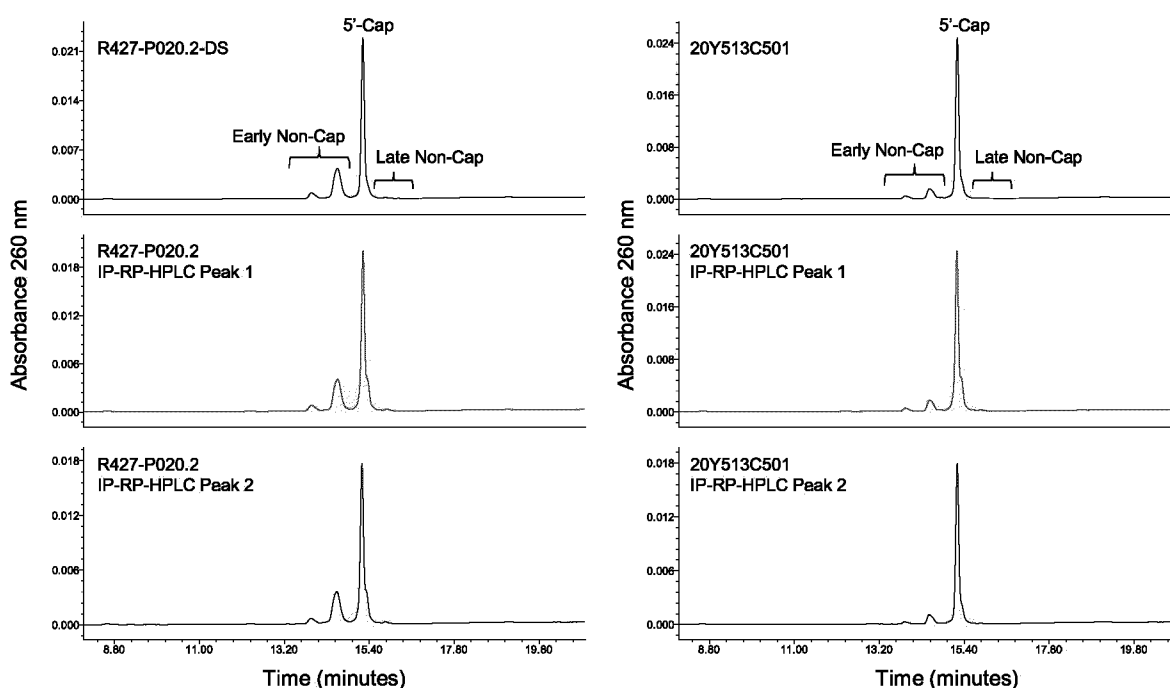 5'-Cap
R427-P020.2-DS
0.021
0.014
0.007
0.000
Early Non-Cap
Late Non-Cap
R427-P020.2
IP-RP-HPLC Peak 1
0.018
0.012
0.006
0.000
R427-P020.2
IP-RP-HPLC Peak 2
0.018
0.012
0.006
0.000
Absorbance 260 nm
8.80
11.00
13.20
15.40
17.80
19.80
Time (minutes)
5'-Cap
20Y513C501
0.024
0.016
0.008
0.000
Early Non-Cap
Late Non-Cap
20Y513C501
IP-RP-HPLC Peak 1
0.024
0.016
0.008
0.000
20Y513C501
IP-RP-HPLC Peak 2
0.018
0.012
0.006
0.000
Absorbance 260 nm
8.80
11.00
13.20
15.40
17.80
19.80
Time (minutes)